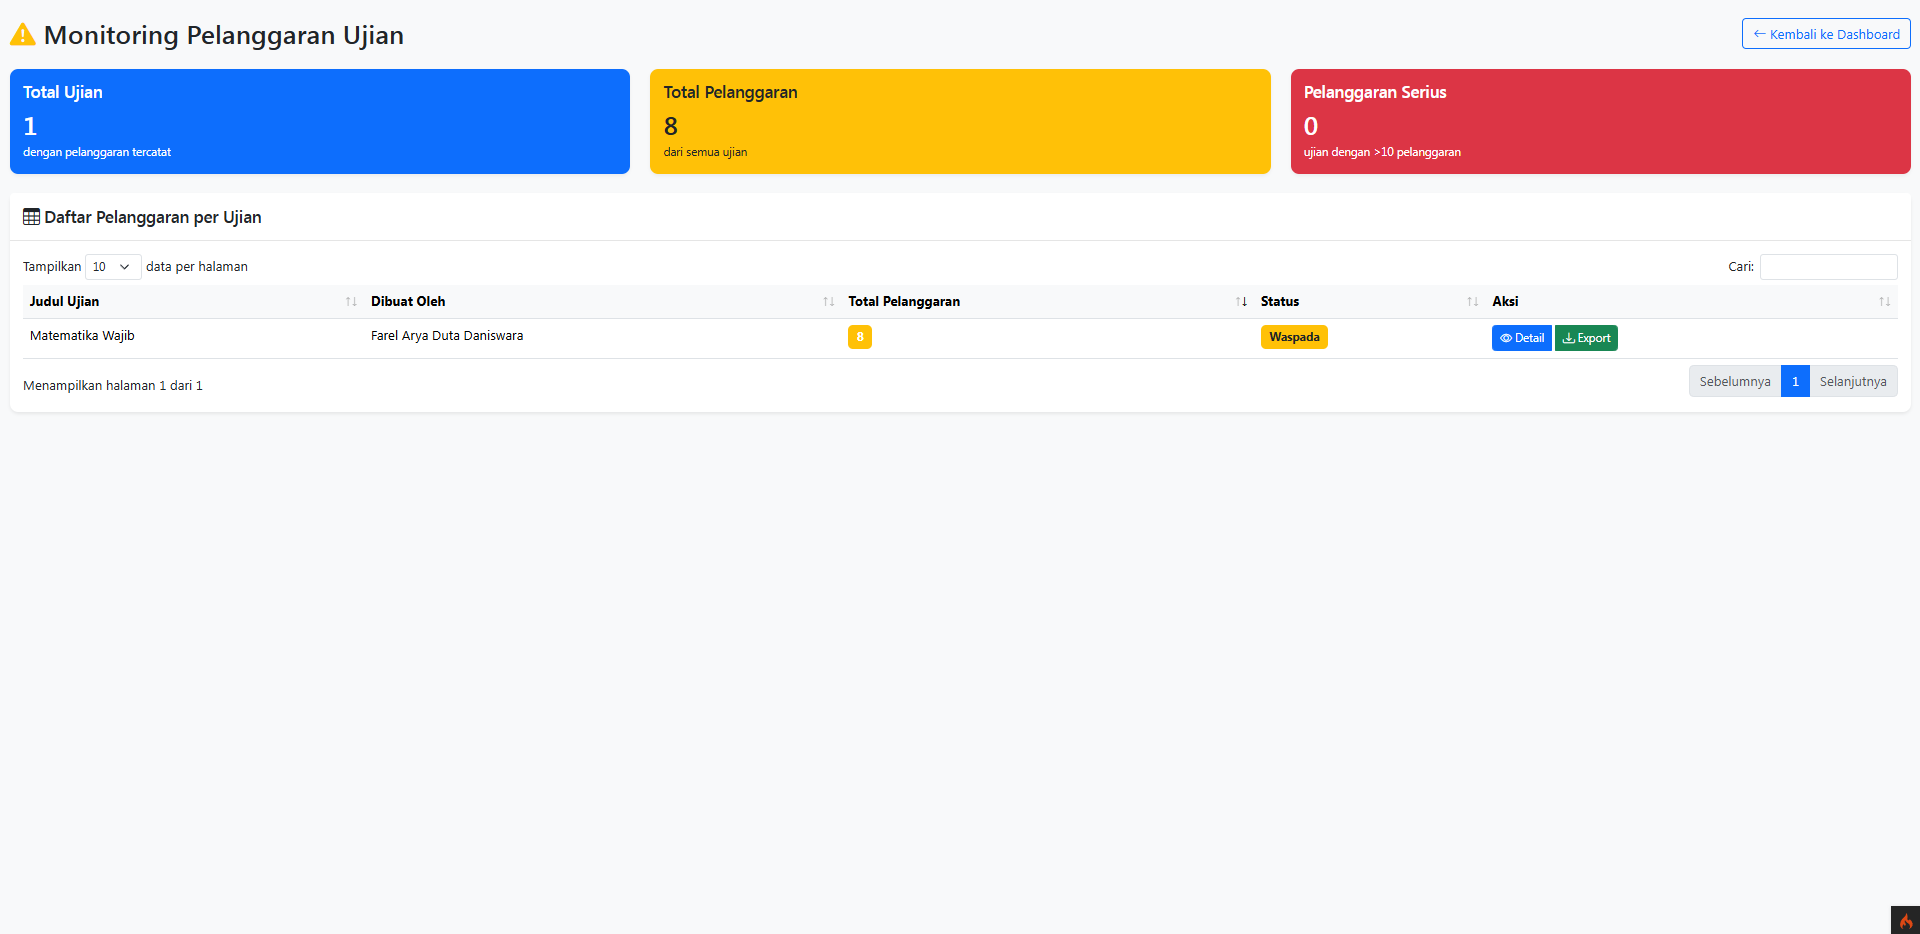 Monitoring Pelanggaran Ujian
Kembali ke Dashboard
Total Ujian
1
dengan pelanggaran tercatat
Total Pelanggaran
8
dari semua ujian
Pelanggaran Serius
0
ujian dengan >10 pelanggaran
Daftar Pelanggaran per Ujian
Tampilkan 10 data per halaman
Cari:
Judul Ujian Dibuat Oleh Total Pelanggaran Status Aksi
Matematika Wajib Farel Arya Duta Daniswara 8 Waspada Detail Export
Menampilkan halaman 1 dari 1
Sebelumnya 1 Selanjutnya